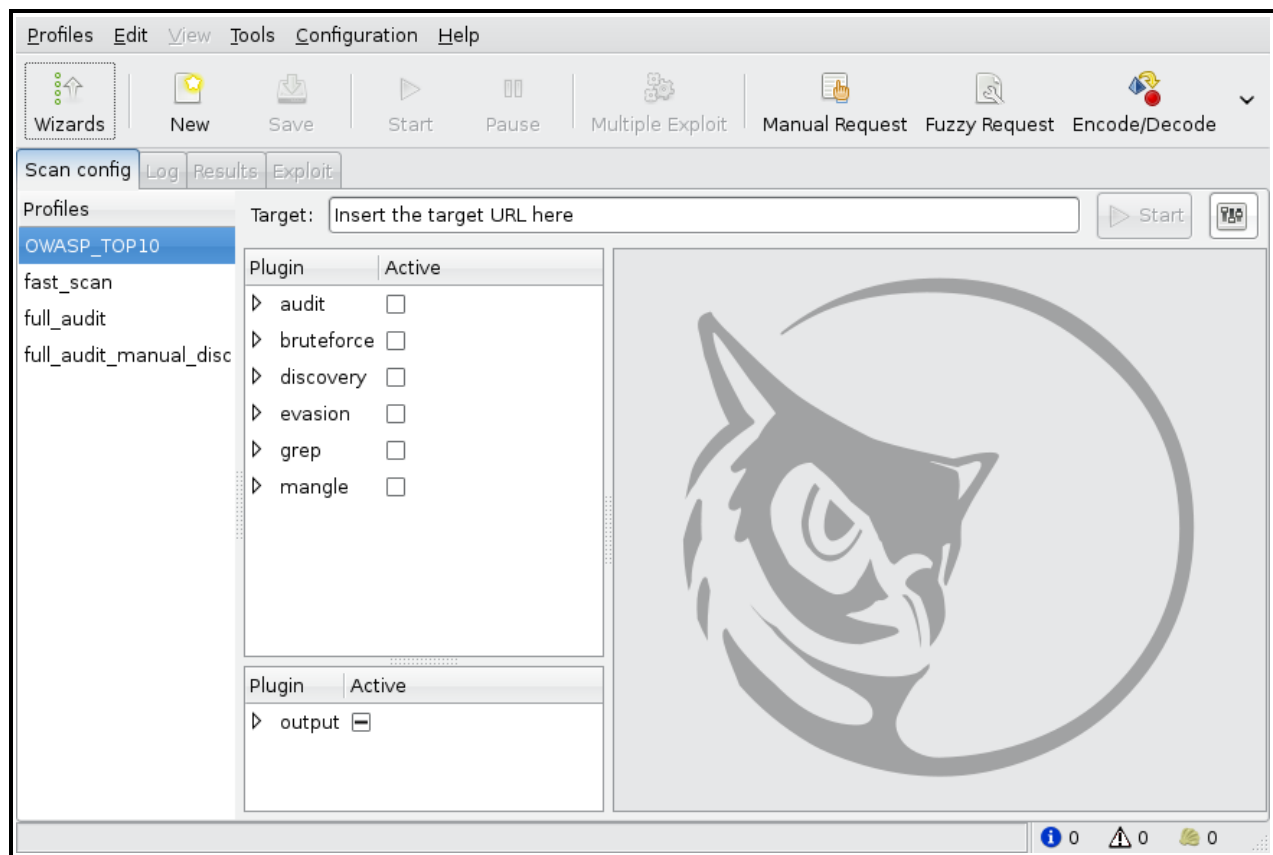 Profiles Edit View Tools Configuration Help
Wizards New Save Start Pause Multiple Exploit Manual Request Fuzzy Request Encode/Decode
Scan config Log Results Exploit
Profiles
OWASP_TOP10
fast_scan
full_audit
full_audit_manual_disc
Target: Insert the target URL here Start
Plugin Active
audit
bruteforce
discovery
evasion
grep
mangle
Plugin Active
output
0 0 0